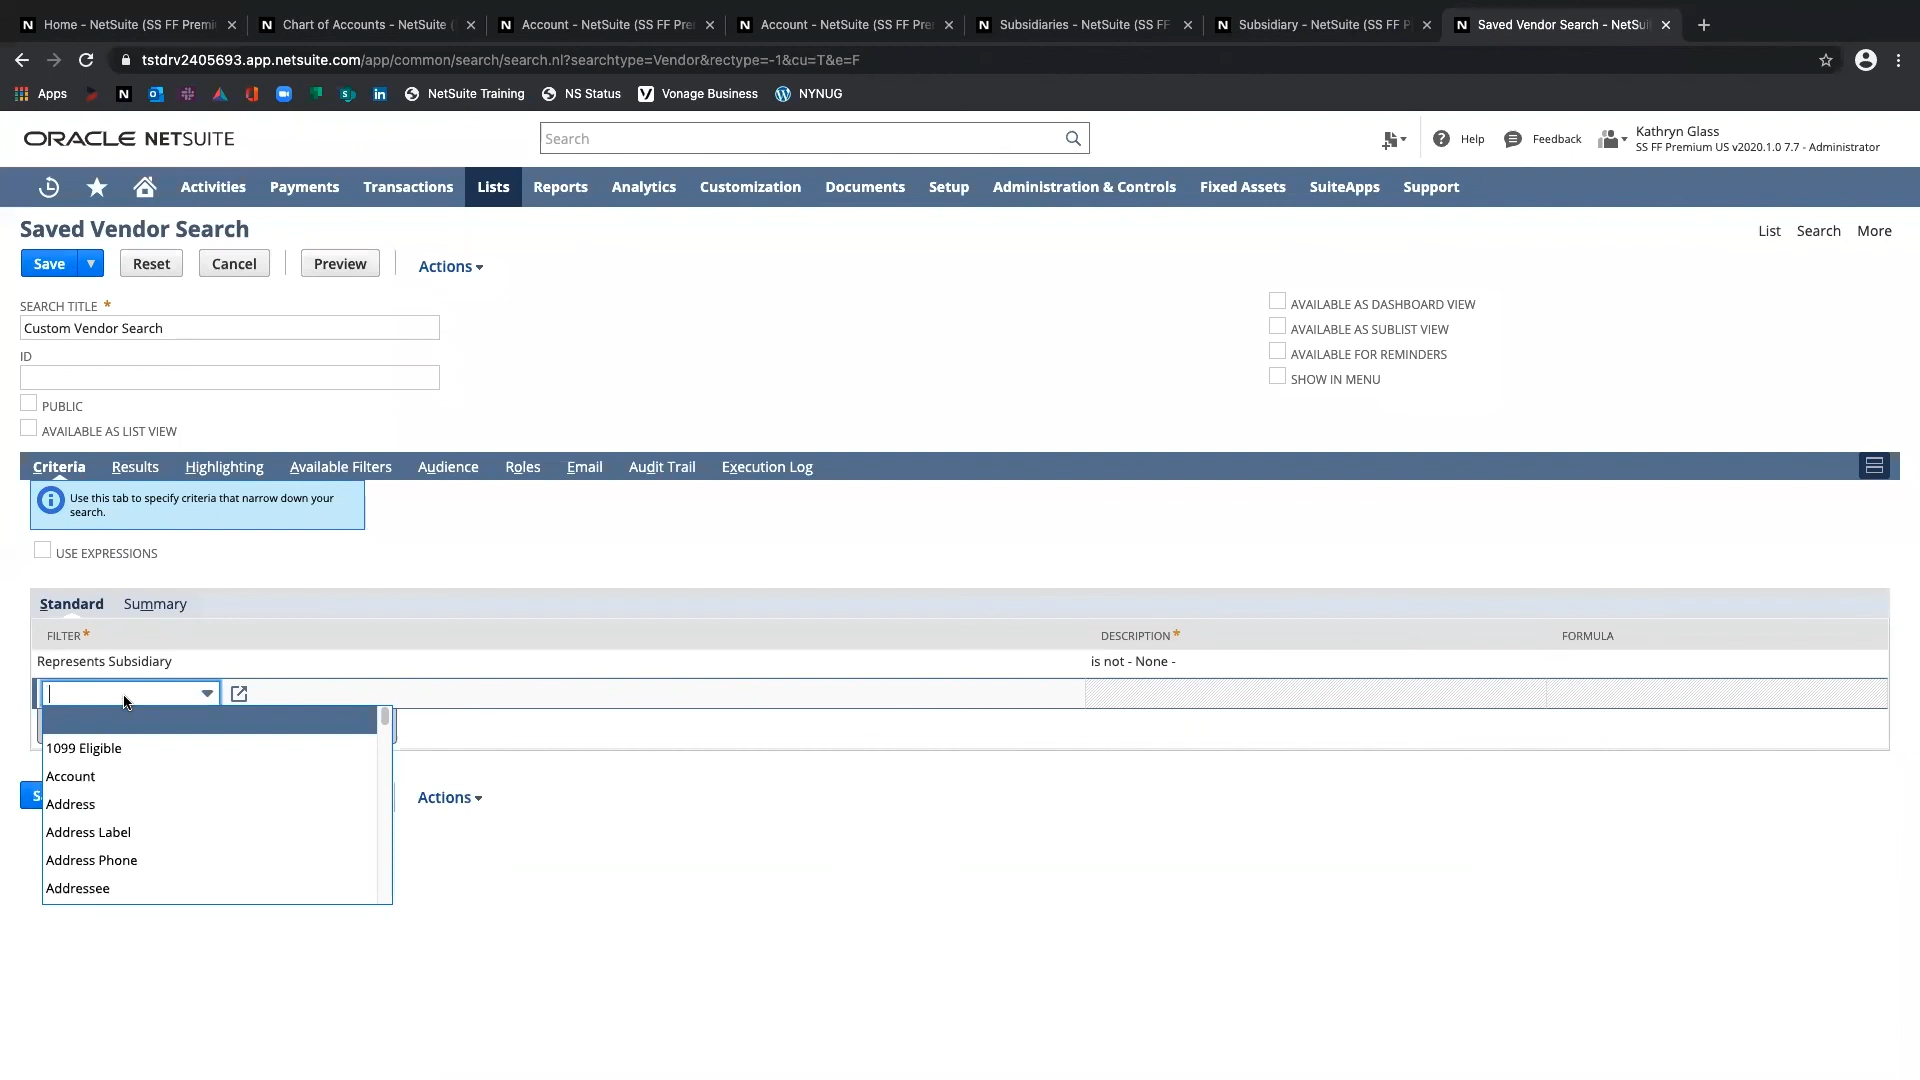 Home - NetSuite (SS FF Premi
Chart of Accounts - NetSuite (
Account - NetSuite (SS FF Pre
Account - NetSuite (SS FF Pre
Subsidiaries - NetSuite (SS FF
Subsidiary - NetSuite (SS FF P
Saved Vendor Search - NetSui
tstdrv2405693.app.netsuite.com/app/common/search/search.nl?searchtype=Vendor&rectype=-1&cu=T&e=F
Apps
NetSuite Training
NS Status
Vonage Business
NYNUG
ORACLE NETSUITE
Search
Help
Feedback
Kathryn Glass
SS FF Premium US v2020.1.0 7.7 - Administrator
Activities
Payments
Transactions
Lists
Reports
Analytics
Customization
Documents
Setup
Administration & Controls
Fixed Assets
SuiteApps
Support
Saved Vendor Search
List
Search
More
Save
Reset
Cancel
Preview
Actions
SEARCH TITLE *
Custom Vendor Search
ID
PUBLIC
AVAILABLE AS LIST VIEW
AVAILABLE AS DASHBOARD VIEW
AVAILABLE AS SUBLIST VIEW
AVAILABLE FOR REMINDERS
SHOW IN MENU
Criteria
Results
Highlighting
Available Filters
Audience
Roles
Email
Audit Trail
Execution Log
Use this tab to specify criteria that narrow down your
search.
USE EXPRESSIONS
Standard
Summary
FILTER *
DESCRIPTION *
FORMULA
Represents Subsidiary
is not - None -
1099 Eligible
Account
Address
Address Label
Address Phone
Addressee
S
Actions